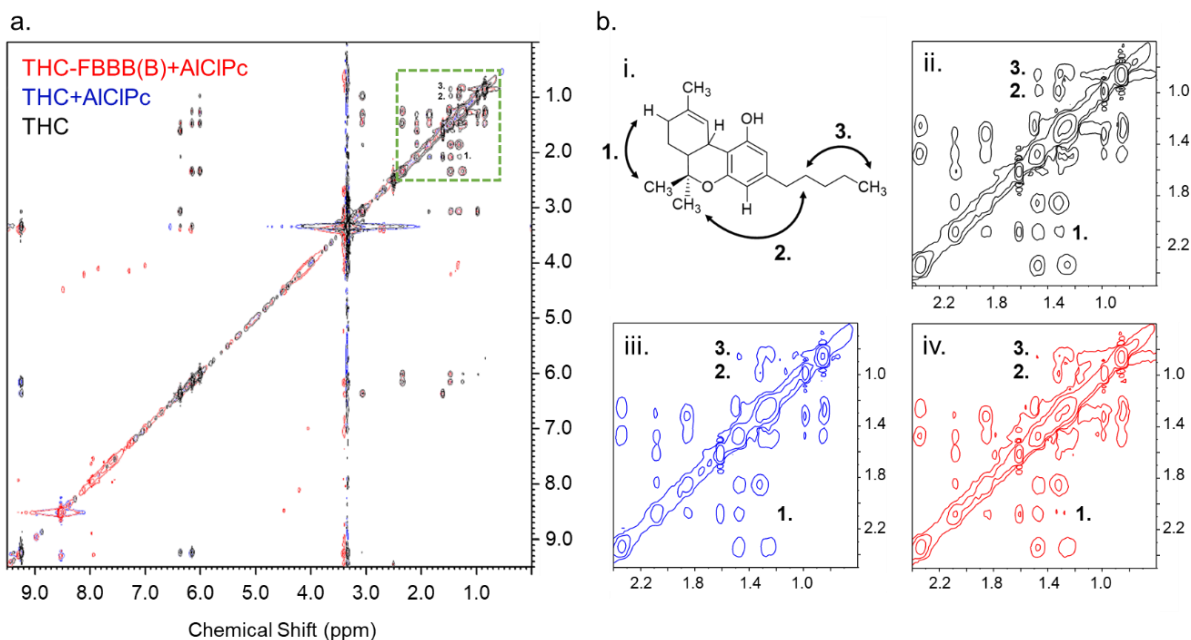 a.
THC-FBBB(B)+AlClPc
THC+AlClPc
THC
3.
2.
1.
1.0
2.0
3.0
4.0
5.0
6.0
7.0
8.0
9.0
9.0 8.0 7.0 6.0 5.0 4.0 3.0 2.0 1.0
Chemical Shift (ppm)
b.
i.
CH3
H
H
OH
1.
3.
CH3
O
CH3
CH3
H
2.
ii.
3.
2.
1.
1.0
1.4
1.8
2.2
2.2 1.8 1.4 1.0
iii.
3.
2.
1.
1.0
1.4
1.8
2.2
2.2 1.8 1.4 1.0
iv.
3.
2.
1.
1.0
1.4
1.8
2.2
2.2 1.8 1.4 1.0